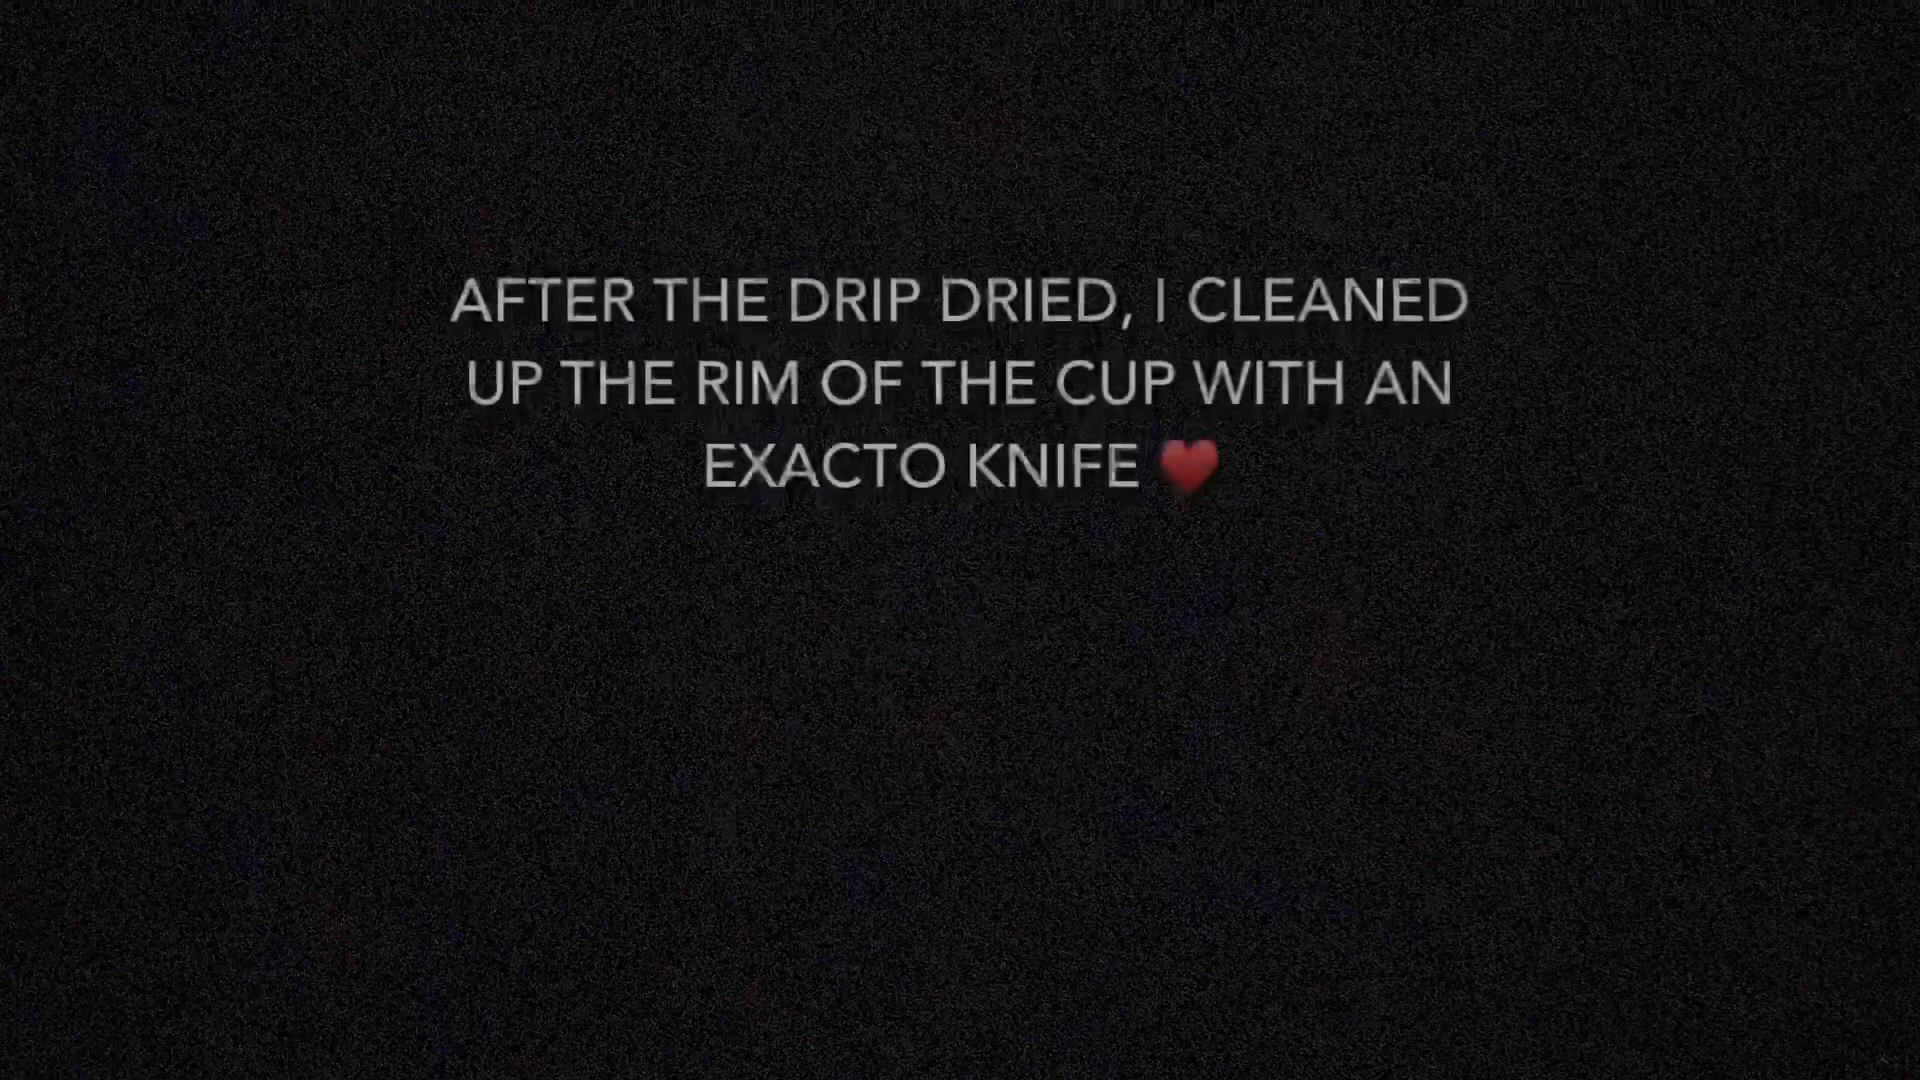 AFTER THE DRIP DRIED, I CLEANED
UP THE RIM OF THE CUP WITH AN
EXACTO KNIFE ❤️